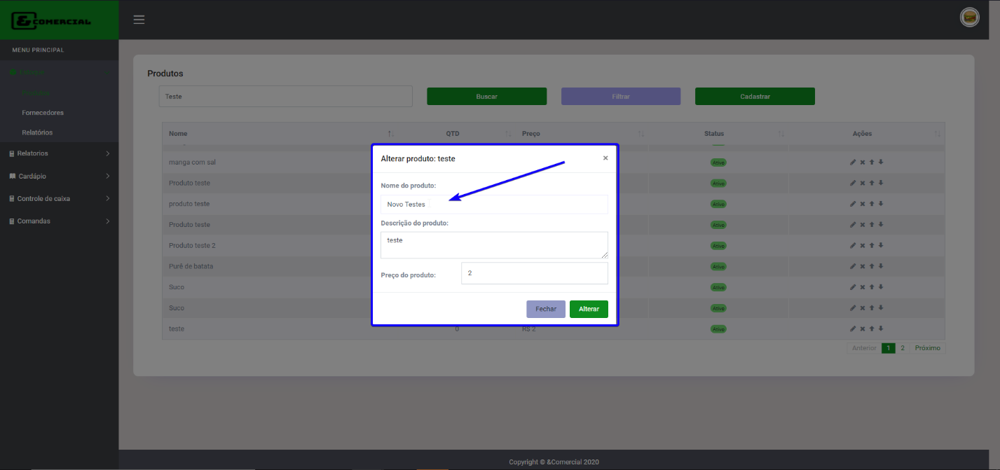 &COMERCIAL
MENU PRINCIPAL
Fornecedores
Relatórios
Relatorios
Cardápio
Controle de caixa
Comandas
Produtos
Teste
Buscar
Filtrar
Cadastrar
Nome QTD Preço Status Ações
manga com sal Ativo
Produto teste Ativo
produto teste Ativo
Produto teste Ativo
Produto teste 2 Ativo
Purê de batata Ativo
Suco Ativo
Suco Ativo
teste 0 R$ 2 Ativo
Anterior 1 2 Próximo
Alterar produto: teste ×
Nome do produto:
Novo Testes
Descrição do produto:
teste
Preço do produto: 2
Fechar Alterar
Copyright © &Comercial 2020